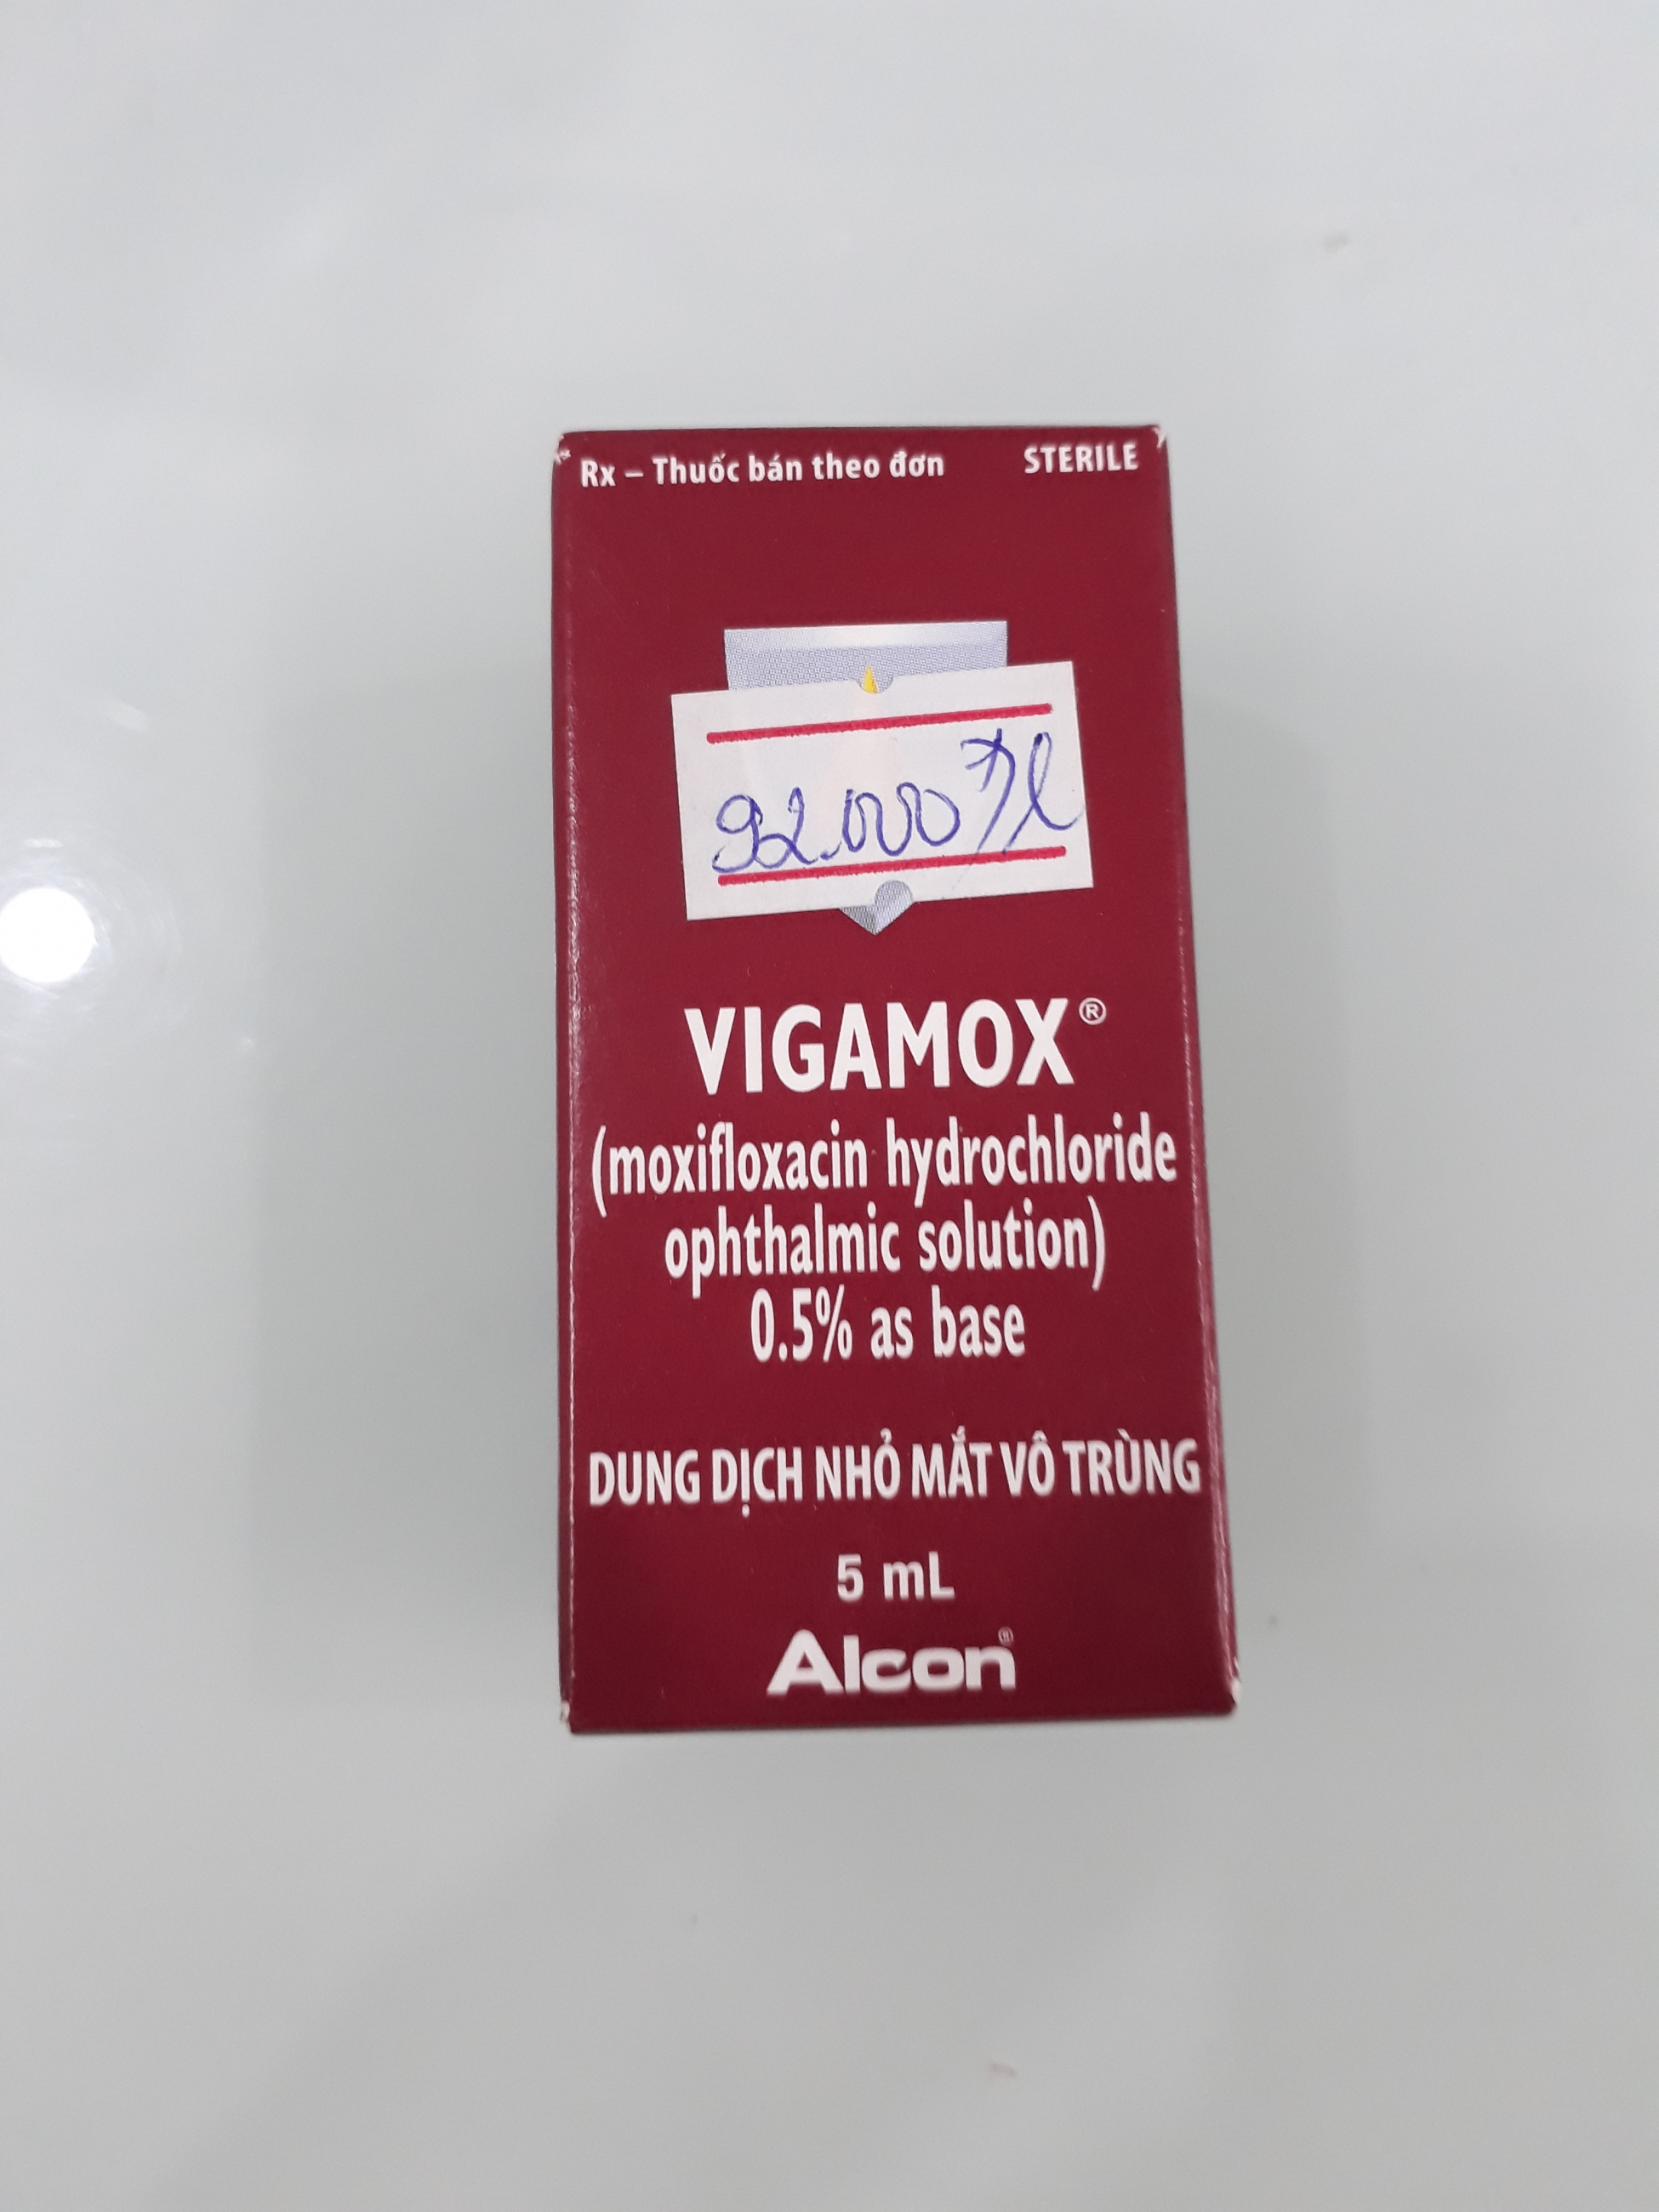 Rx – Thuốc bán theo đơn STERILE
92.000đ/l
VIGAMOX®
(moxifloxacin hydrochloride
ophthalmic solution)
0.5% as base
DUNG DỊCH NHỎ MẮT VÔ TRÙNG
5 mL
Alcon®